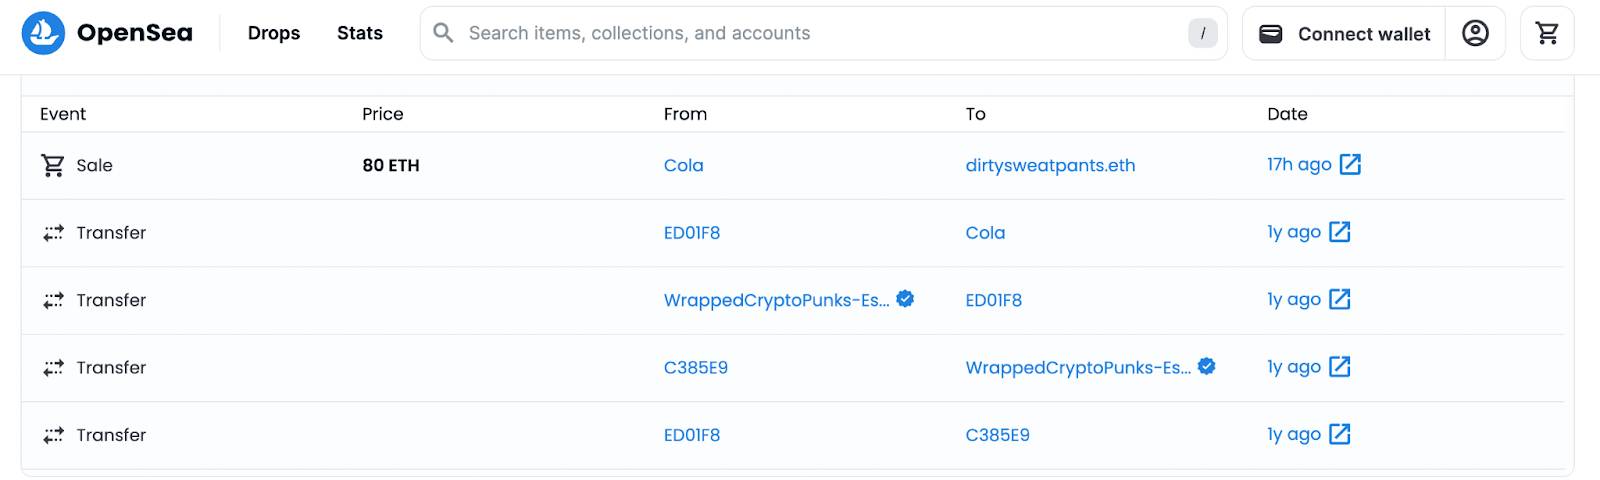 OpenSea Drops Stats Search items, collections, and accounts / Connect wallet
Event Price From To Date
Sale 80 ETH Cola dirtysweatpants.eth 17h ago
Transfer ED01F8 Cola 1y ago
Transfer WrappedCryptoPunks-Es... ED01F8 1y ago
Transfer C385E9 WrappedCryptoPunks-Es... 1y ago
Transfer ED01F8 C385E9 1y ago